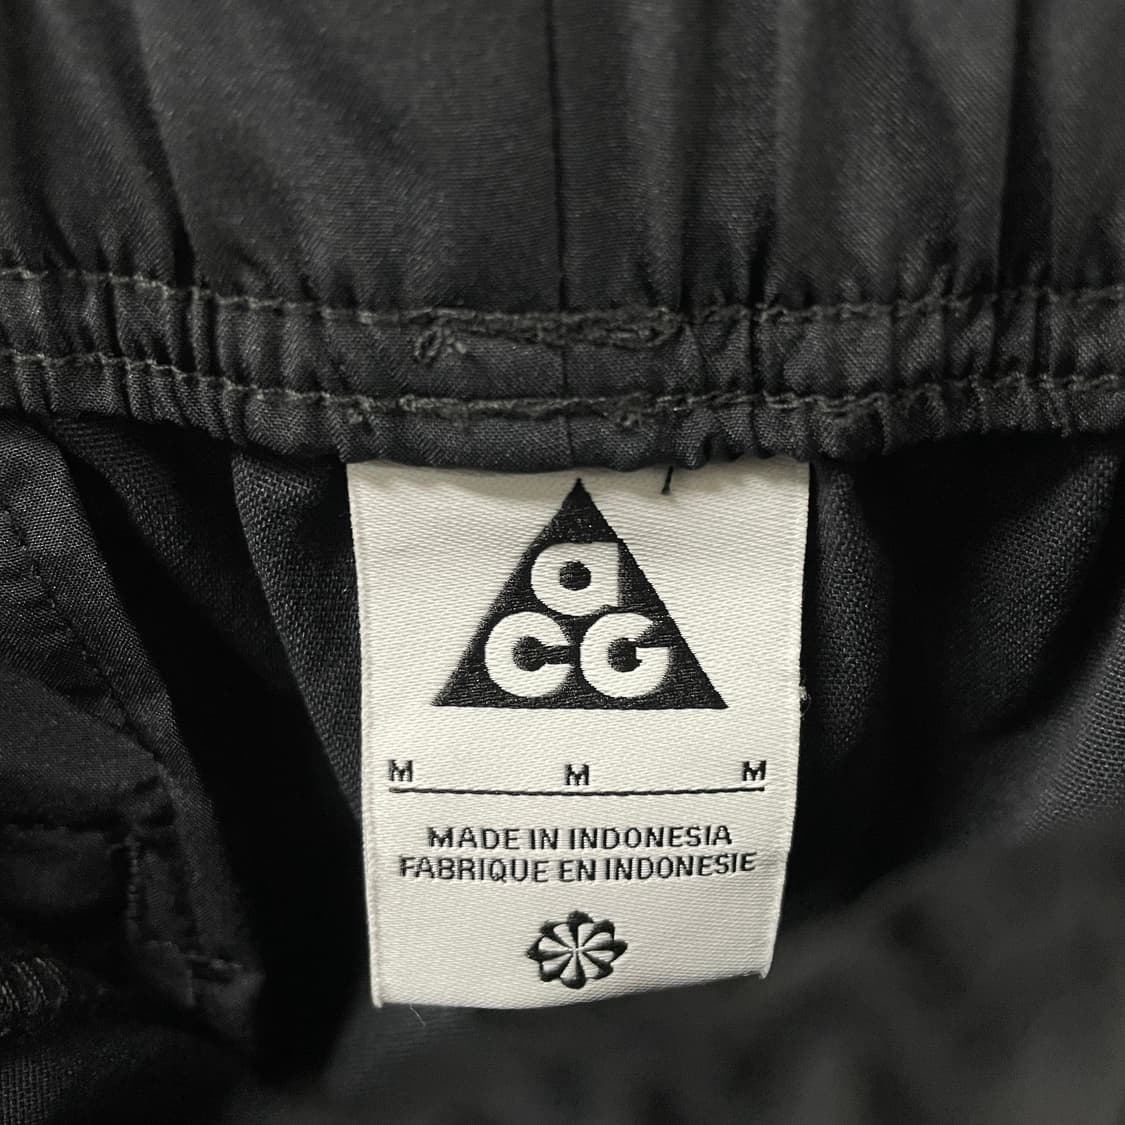 aCG
M M M
MADE IN INDONESIA
FABRIQUE EN INDONESIE